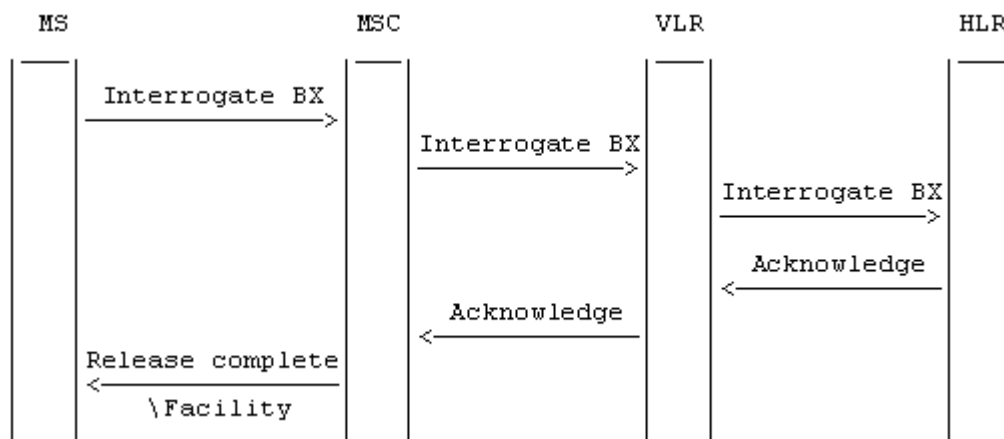 MS MSC VLR HLR
Interrogate BX
Interrogate BX
Interrogate BX
Acknowledge
Acknowledge
Release complete
\Facility